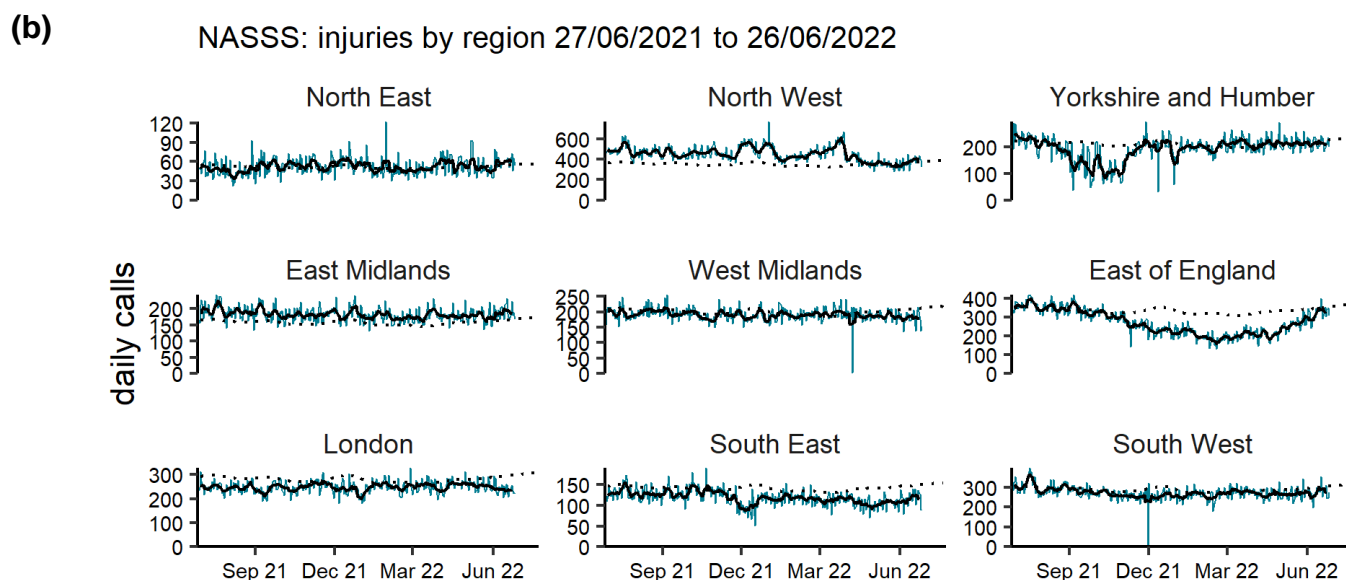 (b)
NASSS: injuries by region 27/06/2021 to 26/06/2022
daily calls
North East
120
90
60
30
0
North West
600
400
200
0
Yorkshire and Humber
200
100
0
East Midlands
200
150
100
50
0
West Midlands
250
200
150
100
50
0
East of England
400
300
200
100
0
London
300
200
100
0
South East
150
100
50
0
South West
300
200
100
0
Sep 21 Dec 21 Mar 22 Jun 22
Sep 21 Dec 21 Mar 22 Jun 22
Sep 21 Dec 21 Mar 22 Jun 22